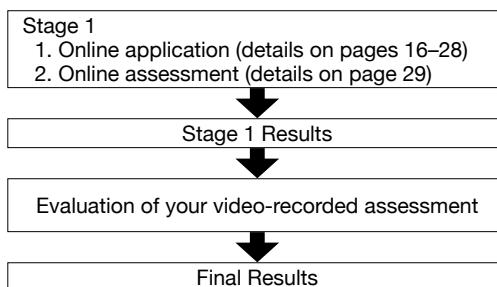 Stage 1
1. Online application (details on pages 16–28)
2. Online assessment (details on page 29)
Stage 1 Results
Evaluation of your video-recorded assessment
Final Results